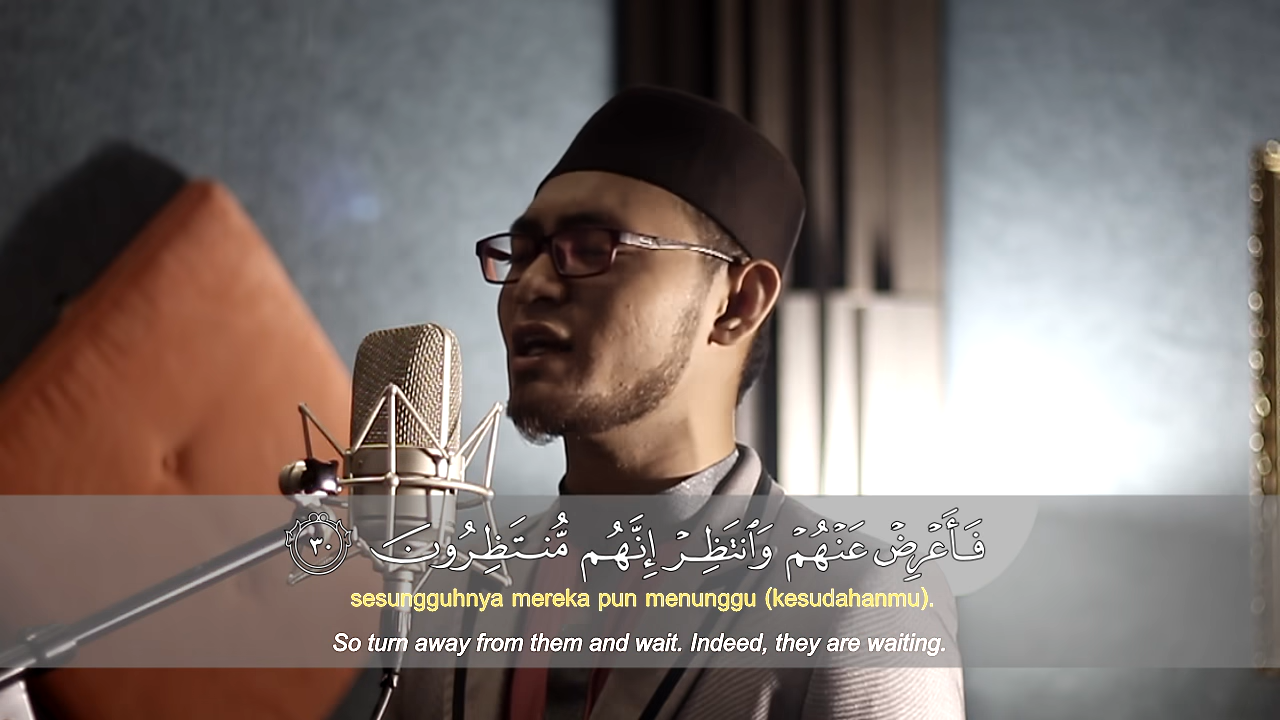 فَأَعْرِضْ عَنْهُمْ وَٱنتَظِرْ إِنَّهُم مُّنتَظِرُونَ ٣٠
sesungguhnya mereka pun menunggu (kesudahanmu).
So turn away from them and wait. Indeed, they are waiting.